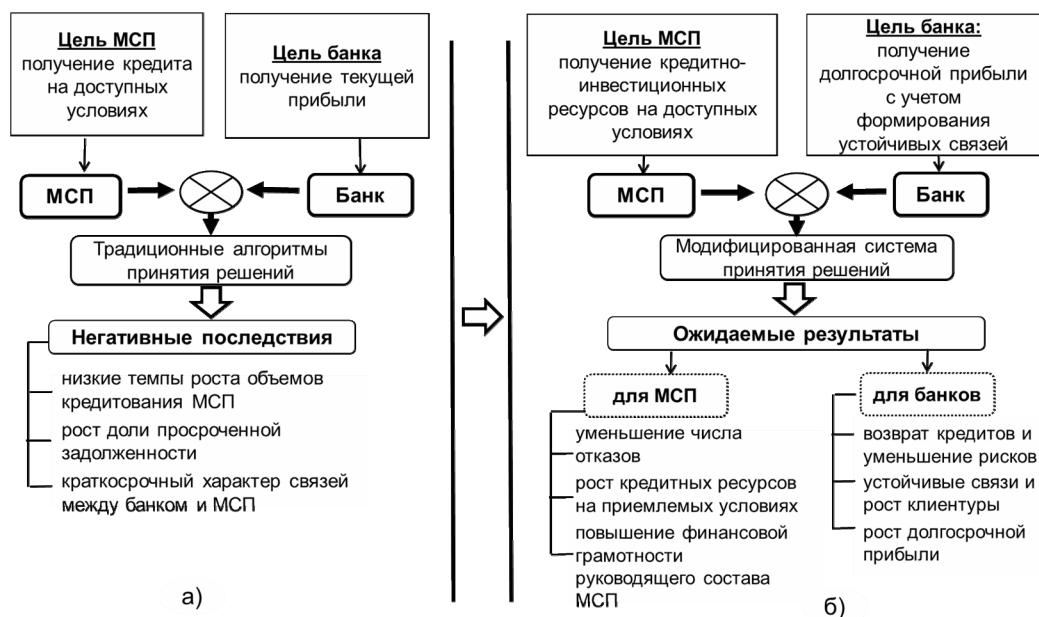 Цель МСП
получение кредита
на доступных
условиях
Цель банка
получение текущей
прибыли
МСП
Банк
Традиционные алгоритмы
принятия решений
Негативные последствия
низкие темпы роста объемов
кредитования МСП
рост доли просроченной
задолженности
краткосрочный характер связей
между банком и МСП
а)
Цель МСП
получение кредитно-
инвестиционных
ресурсов на доступных
условиях
Цель банка:
получение
долгосрочной прибыли
с учетом
формирования
устойчивых связей
МСП
Банк
Модифицированная система
принятия решений
Ожидаемые результаты
для МСП
уменьшение числа
отказов
рост кредитных ресурсов
на приемлемых условиях
повышение финансовой
грамотности
руководящего состава
МСП
для банков
возврат кредитов и
уменьшение рисков
устойчивые связи и
рост клиентуры
рост долгосрочной
прибыли
б)